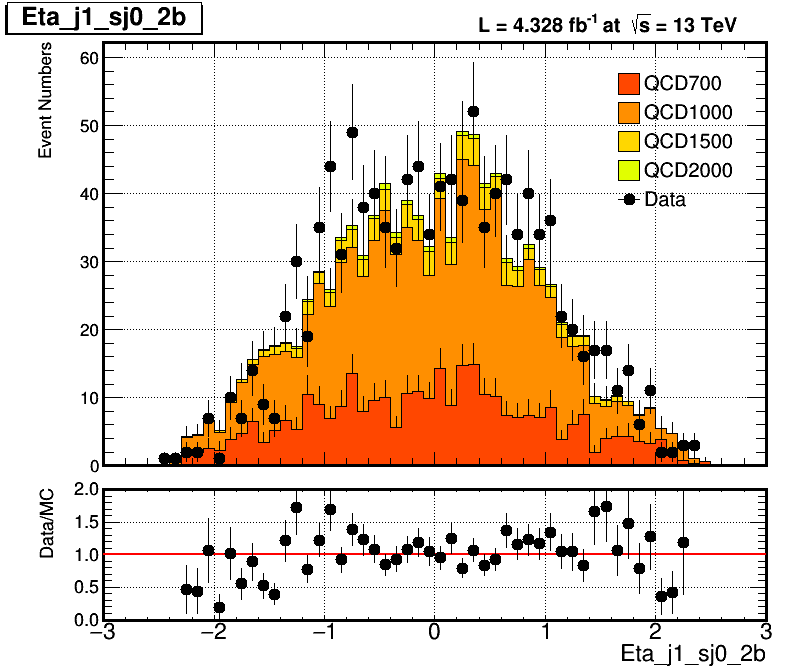 Eta_j1_sj0_2b
L = 4.328 fb-1 at √s = 13 TeV
Event Numbers
60
50
40
30
20
10
0
QCD700
QCD1000
QCD1500
QCD2000
Data
Data/MC
2.0
1.5
1.0
0.5
0.0
−3 −2 −1 0 1 2 3
Eta_j1_sj0_2b